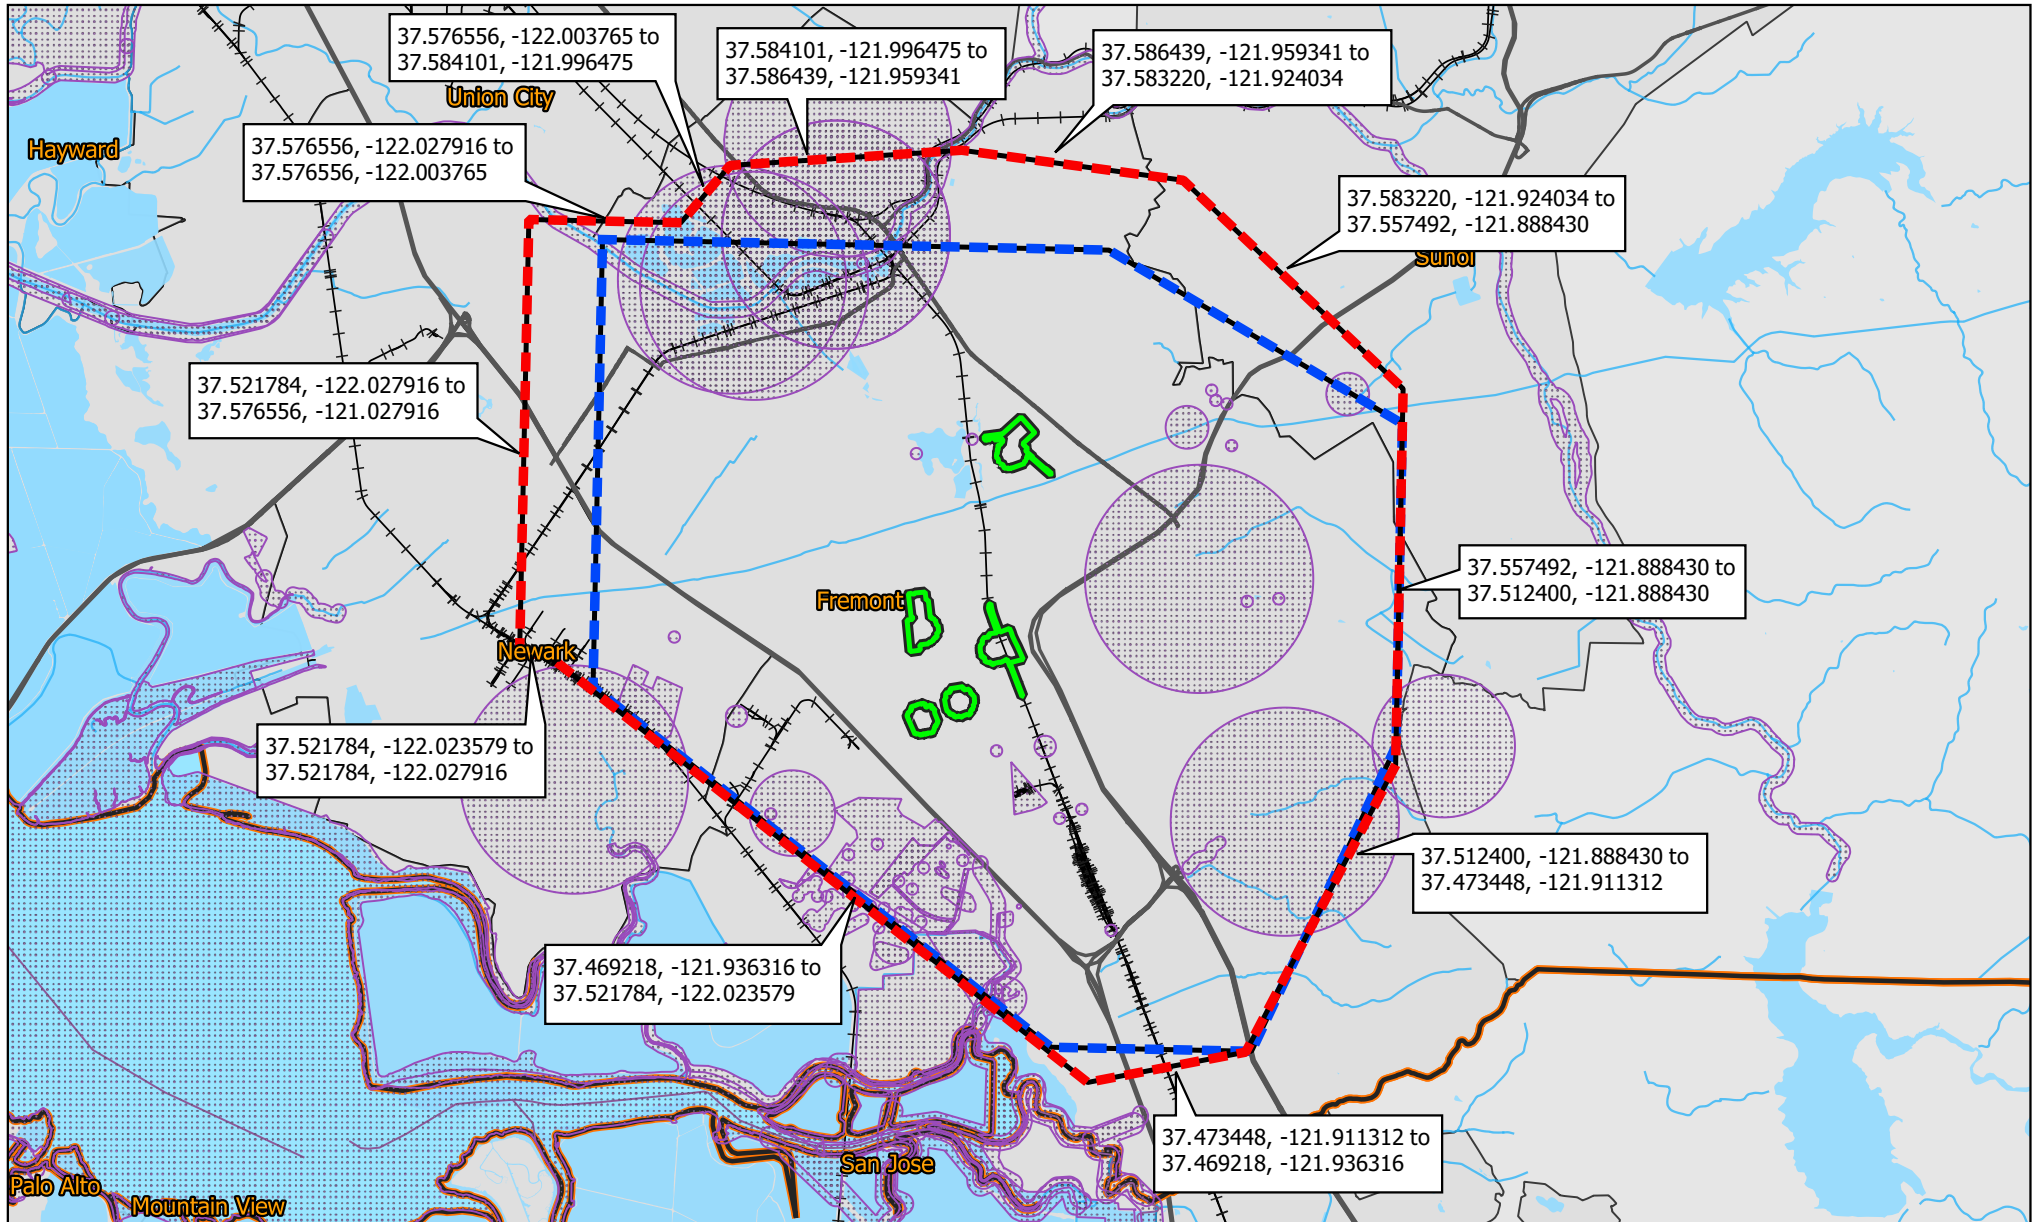 37.576556, -122.003765 to
37.584101, -121.996475
37.584101, -121.996475 to
37.586439, -121.959341
37.586439, -121.959341 to
37.583220, -121.924034
Union City
Hayward
37.576556, -122.027916 to
37.576556, -122.003765
37.583220, -121.924034 to
37.557492, -121.888430
Sunol
37.521784, -122.027916 to
37.576556, -121.027916
37.557492, -121.888430 to
37.512400, -121.888430
Fremont
Newark
37.521784, -122.023579 to
37.521784, -122.027916
37.512400, -121.888430 to
37.473448, -121.911312
37.469218, -121.936316 to
37.521784, -122.023579
37.473448, -121.911312 to
37.469218, -121.936316
San Jose
Palo Alto
Mountain View